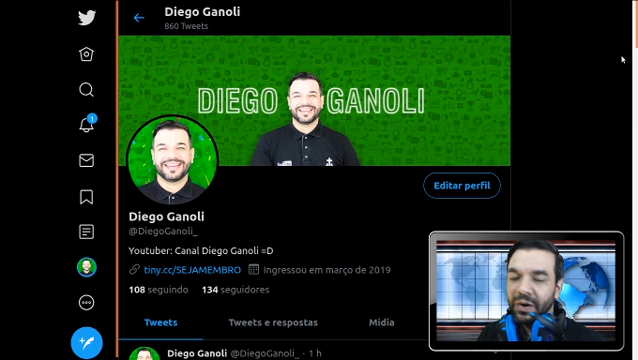 Diego Ganoli
860 Tweets
DIEGO GANOLI
1
Editar perfil
Diego Ganoli
@DiegoGanoli_
Youtuber: Canal Diego Ganoli =D
tiny.cc/SEJAMEMBRO Ingressou em março de 2019
108 seguindo 134 seguidores
Tweets Tweets e respostas Mídia
Diego Ganoli @DiegoGanoli_ · 1 h